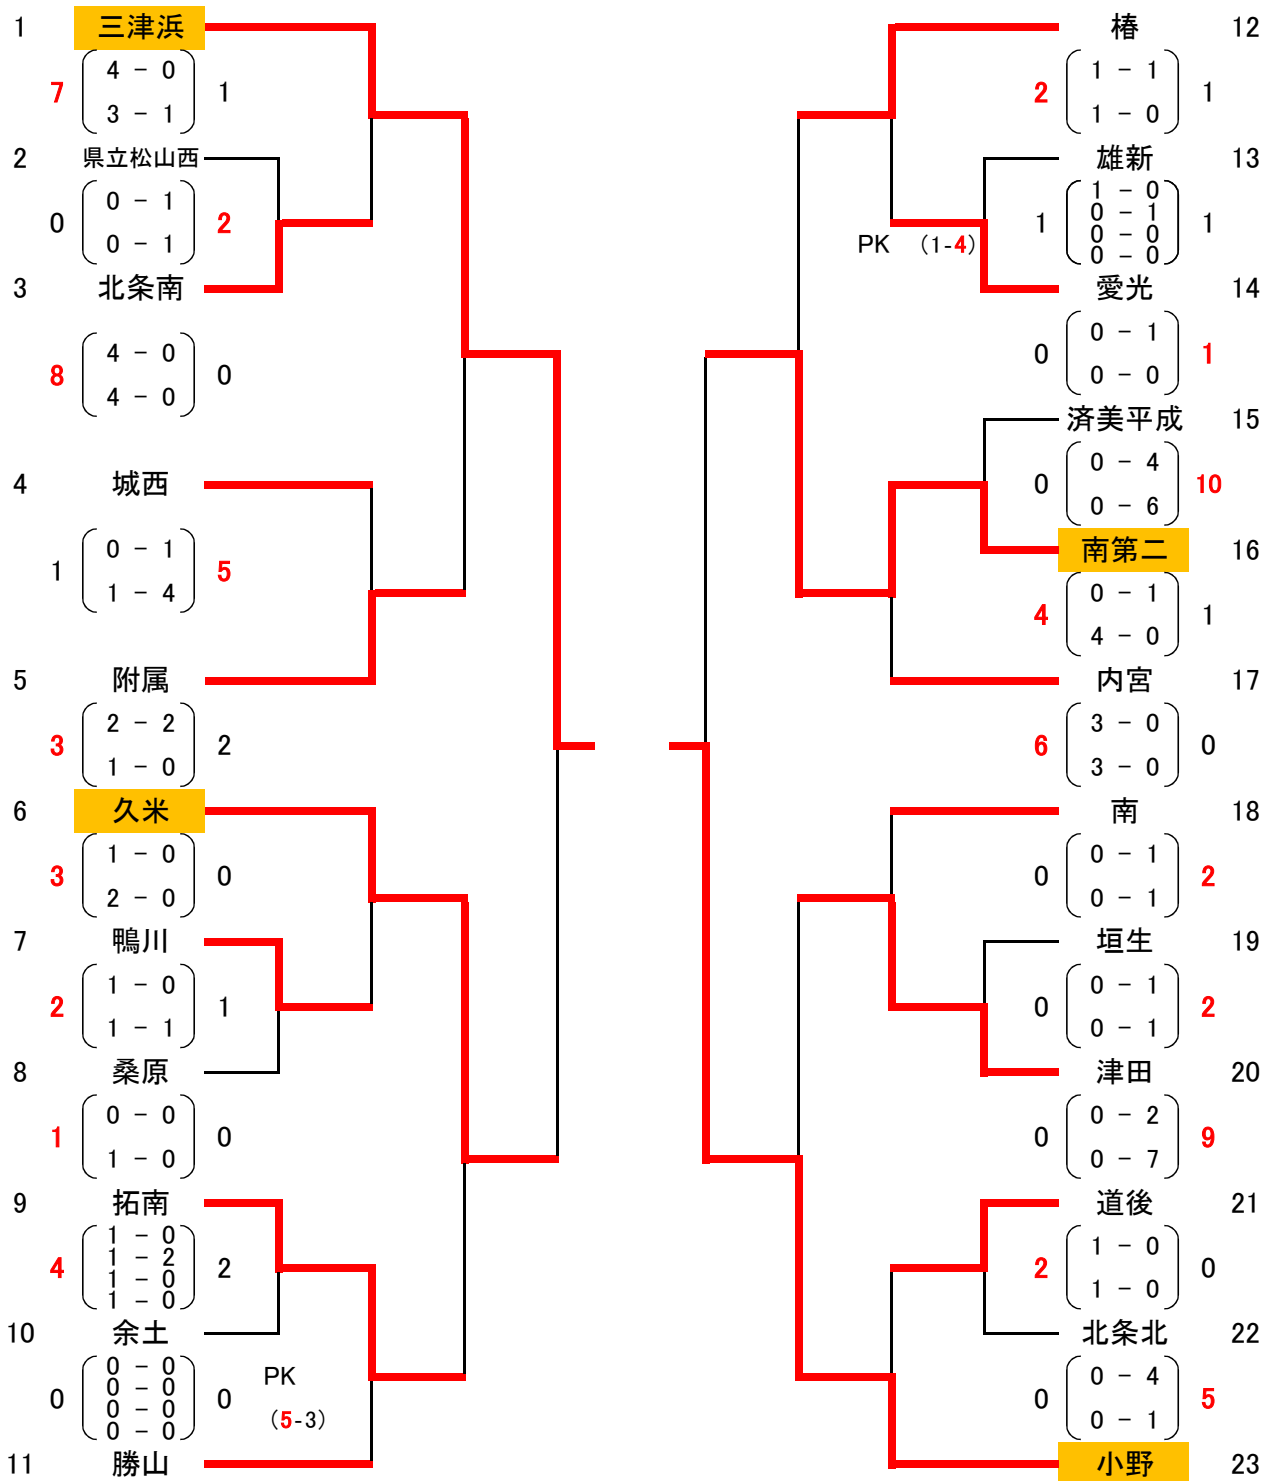 1 三津浜
7 4 - 0 1
3 - 1
2 県立松山西
0 0 - 1 2
0 - 1
3 北条南
8 4 - 0 0
4 - 0
4 城西
1 0 - 1 5
1 - 4
5 附属
3 2 - 2 2
1 - 0
6 久米
3 1 - 0 0
2 - 0
7 鴨川
2 1 - 0 1
1 - 1
8 桑原
1 0 - 0 0
1 - 0
9 拓南
1 - 0
4 1 - 2 2
1 - 0
1 - 0
10 余土
0 - 0
0 0 - 0 0
0 - 0
0 - 0
PK
（5-3）
11 勝山
椿 12
2 1 - 1 1
1 - 0
雄新 13
1 - 0
1 0 - 1 1
0 - 0
0 - 0
PK （1-4）
愛光 14
0 0 - 1 1
0 - 0
済美平成 15
0 0 - 4 10
0 - 6
南第二 16
4 0 - 1 1
4 - 0
内宮 17
6 3 - 0 0
3 - 0
南 18
0 0 - 1 2
0 - 1
垣生 19
0 0 - 1 2
0 - 1
津田 20
0 0 - 2 9
0 - 7
道後 21
2 1 - 0 0
1 - 0
北条北 22
0 0 - 4 5
0 - 1
小野 23